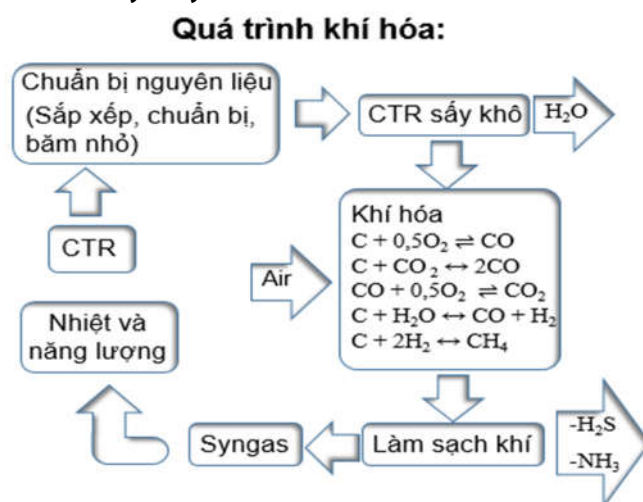 Quá trình khí hóa:
Chuẩn bị nguyên liệu
(Sắp xếp, chuẩn bị,
băm nhỏ)
CTR sấy khô
H₂O
CTR
Air
Khí hóa
C + 0,5O₂ ⇌ CO
C + CO₂ ↔ 2CO
CO + 0,5O₂ ⇌ CO₂
C + H₂O ↔ CO + H₂
C + 2H₂ ↔ CH₄
Nhiệt và
năng lượng
Syngas
Làm sạch khí
-H₂S
-NH₃